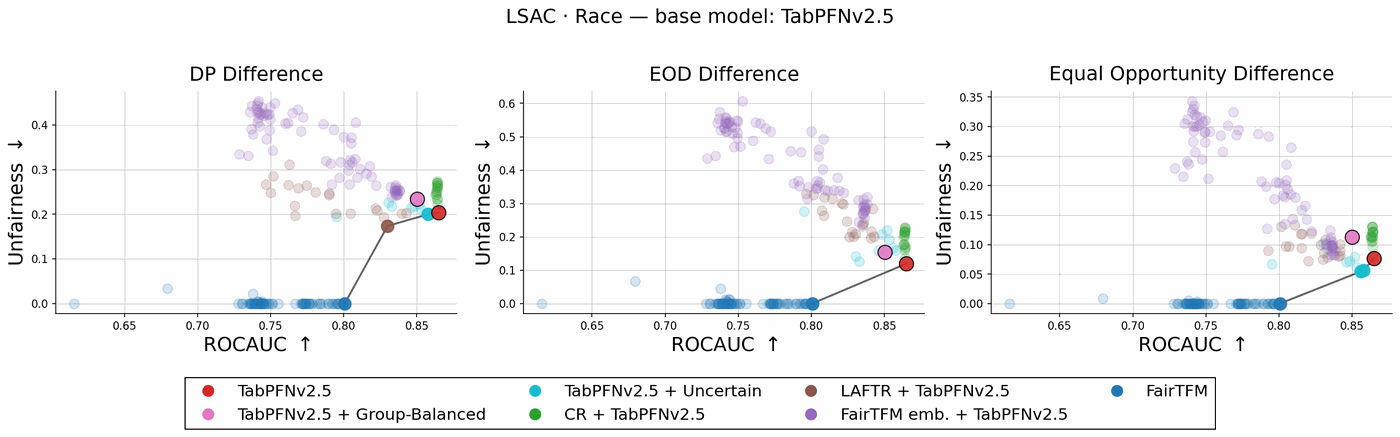 LSAC · Race — base model: TabPFNv2.5
DP Difference
Unfairness ↓
0.4
0.3
0.2
0.1
0.0
0.65 0.70 0.75 0.80 0.85
ROCAUC ↑
EOD Difference
Unfairness ↓
0.6
0.5
0.4
0.3
0.2
0.1
0.0
0.65 0.70 0.75 0.80 0.85
ROCAUC ↑
Equal Opportunity Difference
Unfairness ↓
0.35
0.30
0.25
0.20
0.15
0.10
0.05
0.00
0.65 0.70 0.75 0.80 0.85
ROCAUC ↑
TabPFNv2.5 TabPFNv2.5 + Uncertain LAFTR + TabPFNv2.5 FairTFM
TabPFNv2.5 + Group-Balanced CR + TabPFNv2.5 FairTFM emb. + TabPFNv2.5